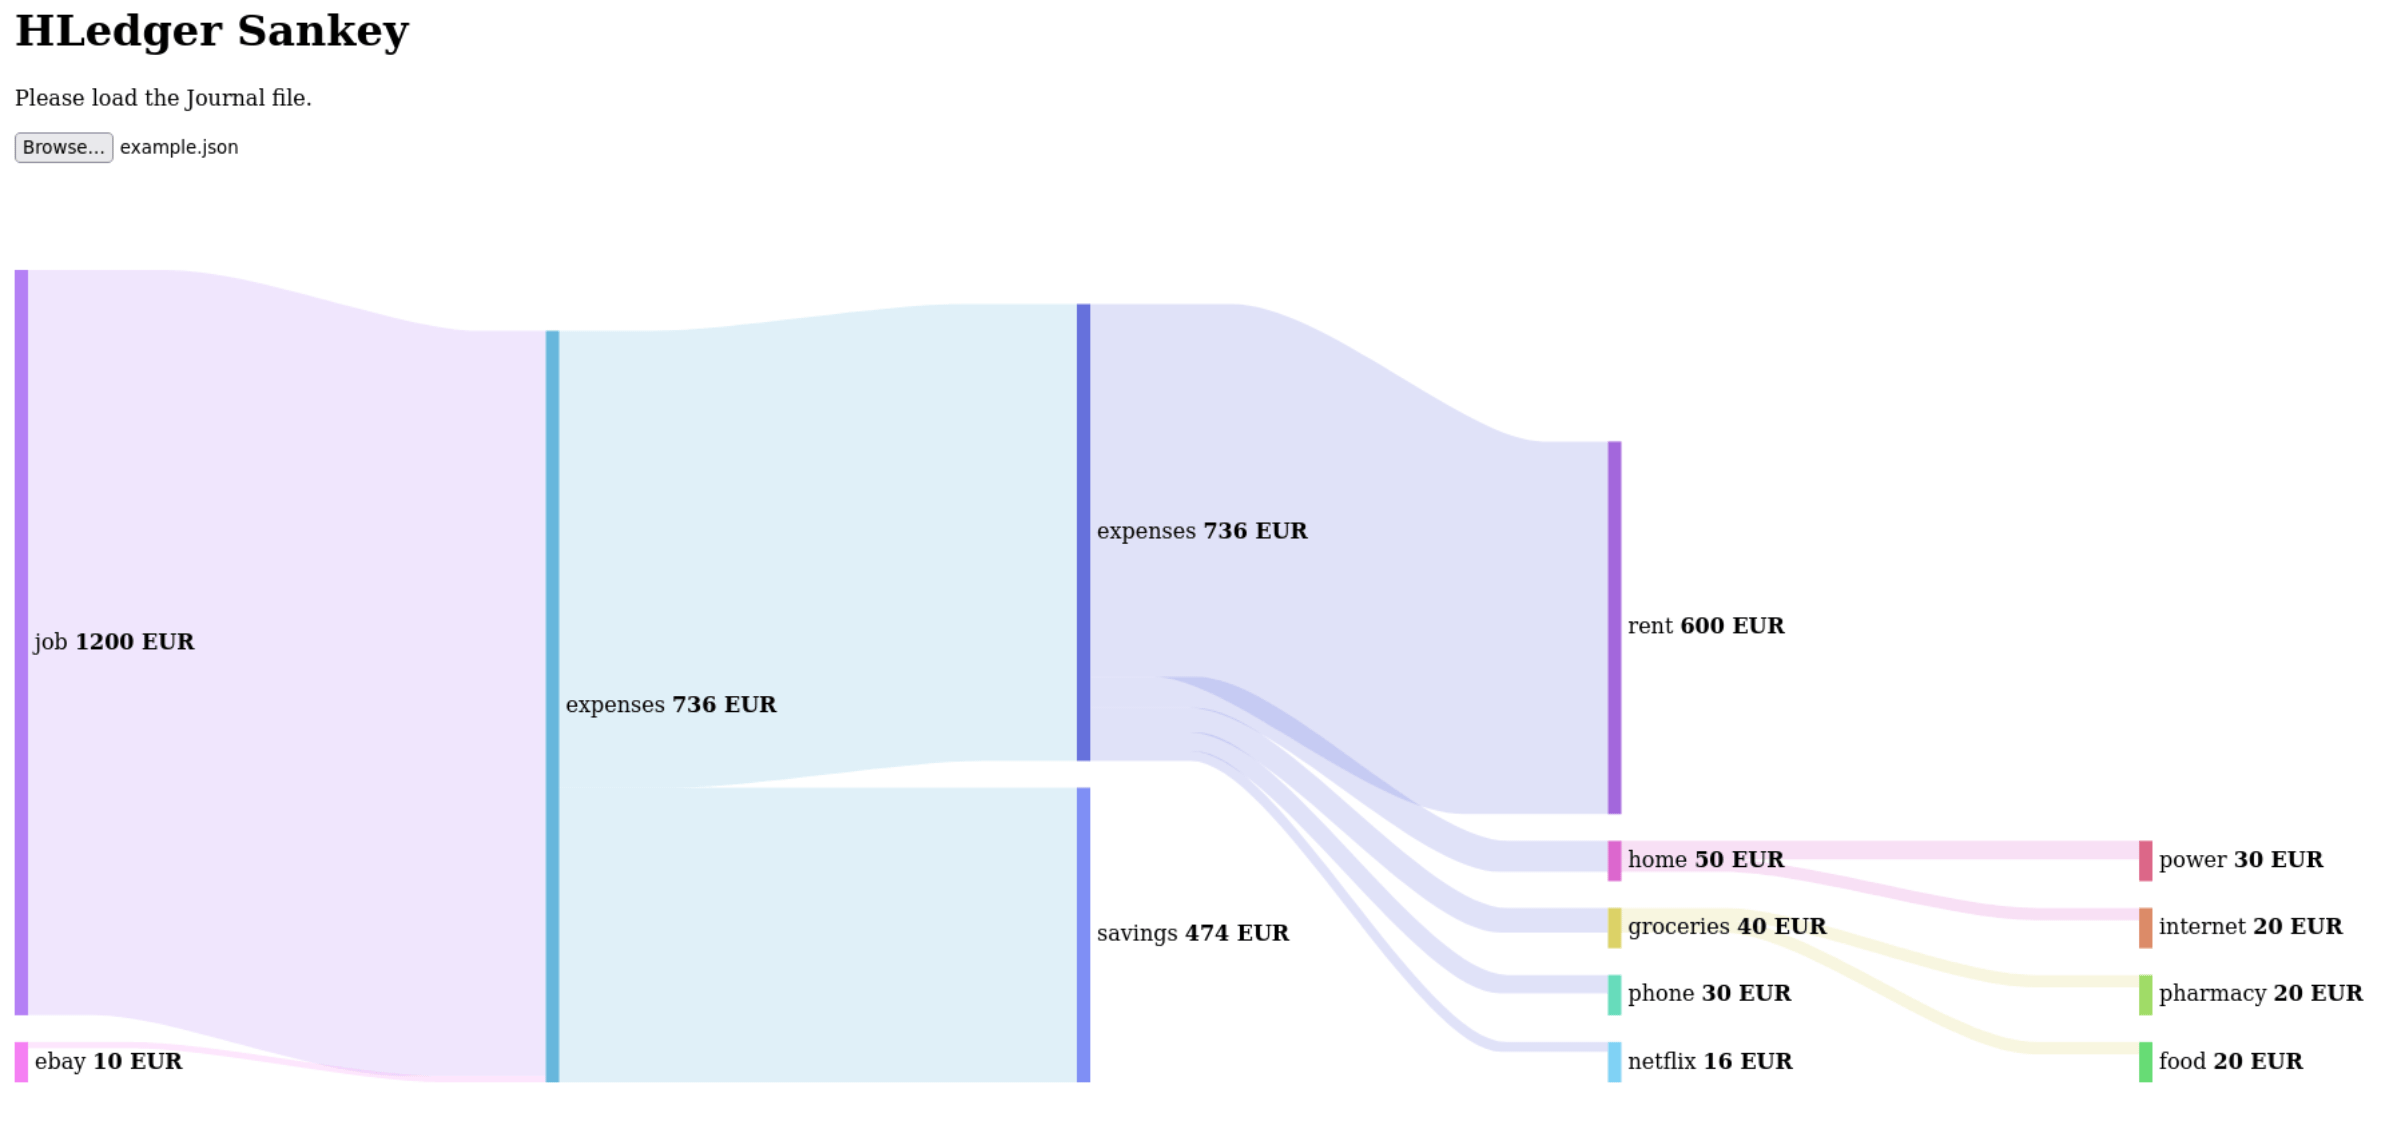 HLedger Sankey
Please load the Journal file.
Browse... example.json
job 1200 EUR
ebay 10 EUR
expenses 736 EUR
expenses 736 EUR
savings 474 EUR
rent 600 EUR
home 50 EUR
groceries 40 EUR
phone 30 EUR
netflix 16 EUR
power 30 EUR
internet 20 EUR
pharmacy 20 EUR
food 20 EUR